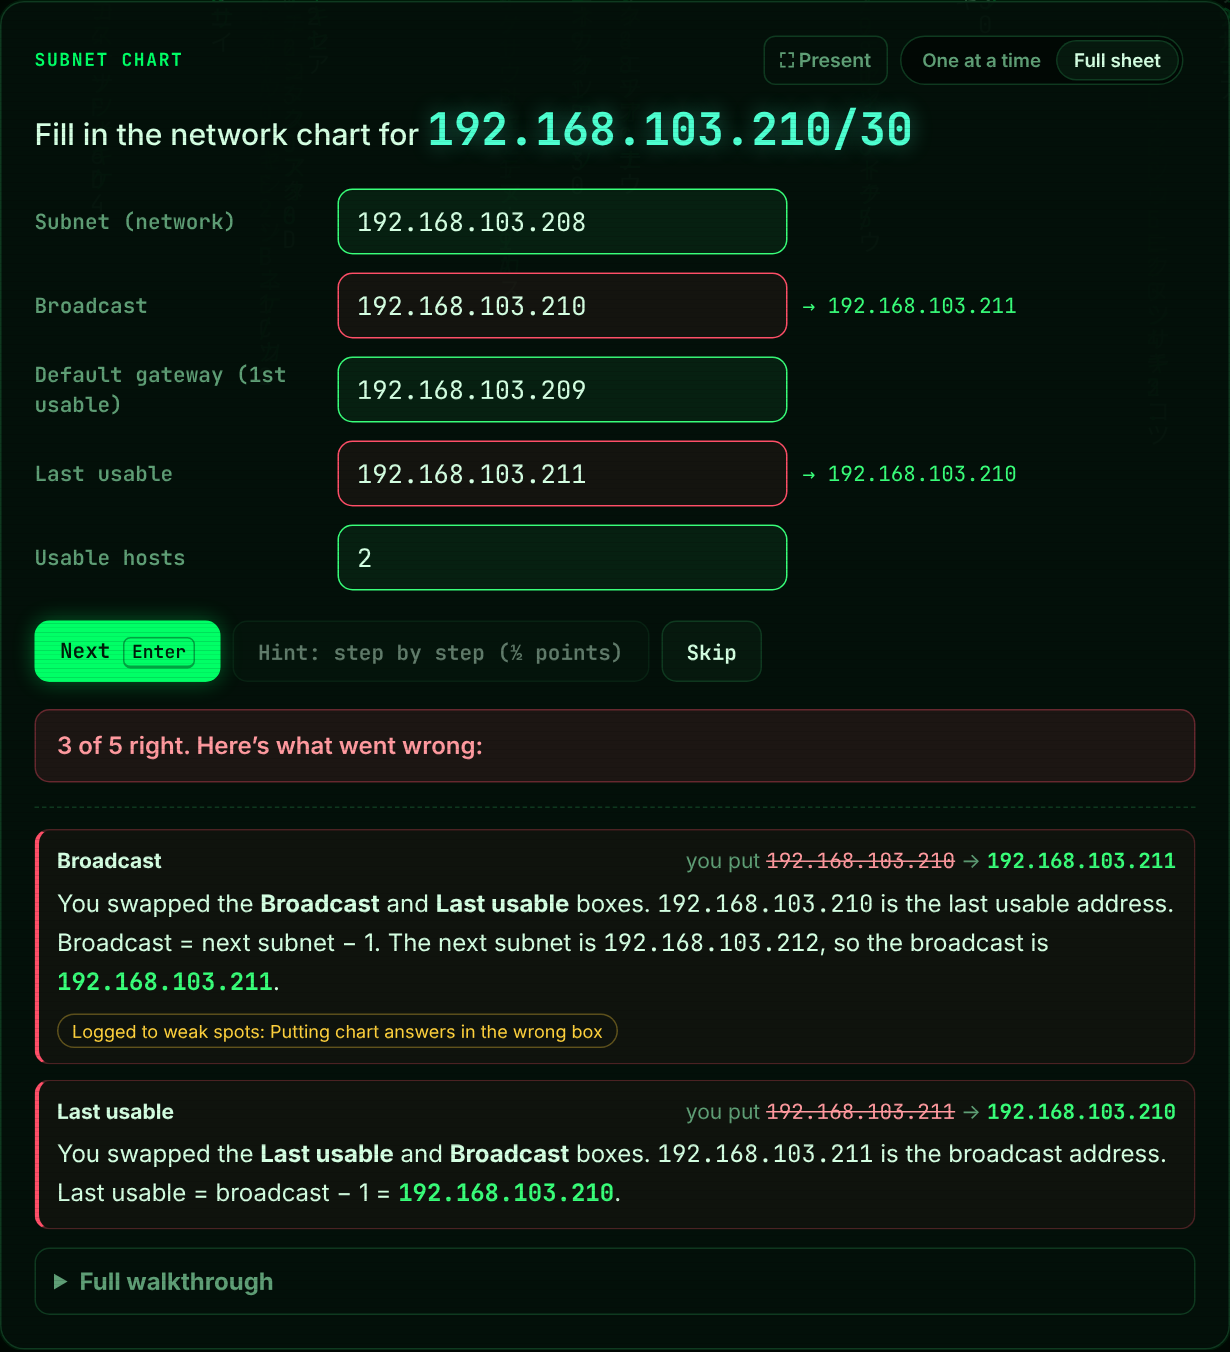 SUBNET CHART
Present
One at a time
Full sheet
Fill in the network chart for 192.168.103.210/30
Subnet (network)
192.168.103.208
Broadcast
192.168.103.210
→ 192.168.103.211
Default gateway (1st
usable)
192.168.103.209
Last usable
192.168.103.211
→ 192.168.103.210
Usable hosts
2
Next Enter
Hint: step by step (½ points)
Skip
3 of 5 right. Here’s what went wrong:
Broadcast
you put 192.168.103.210 → 192.168.103.211
You swapped the Broadcast and Last usable boxes. 192.168.103.210 is the last usable address.
Broadcast = next subnet − 1. The next subnet is 192.168.103.212, so the broadcast is
192.168.103.211.
Logged to weak spots: Putting chart answers in the wrong box
Last usable
you put 192.168.103.211 → 192.168.103.210
You swapped the Last usable and Broadcast boxes. 192.168.103.211 is the broadcast address.
Last usable = broadcast − 1 = 192.168.103.210.
▶ Full walkthrough